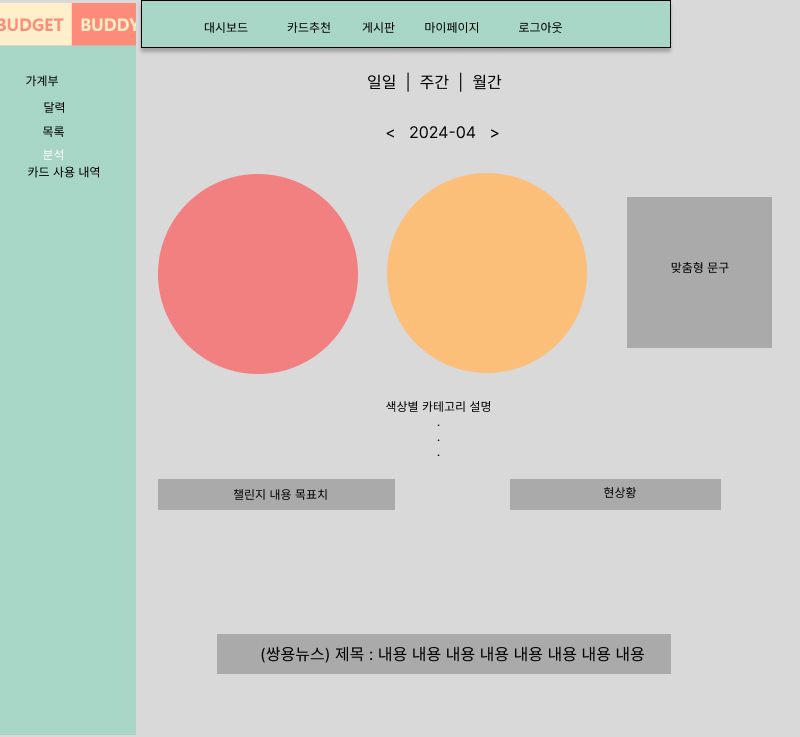 BUDGET BUDDY
대시보드 카드추천 게시판 마이페이지 로그아웃
가계부
달력
목록
분석
카드 사용 내역
일일 | 주간 | 월간
< 2024-04 >
맞춤형 문구
색상별 카테고리 설명
.
.
.
챌린지 내용 목표치
현상황
(쌍용뉴스) 제목 : 내용 내용 내용 내용 내용 내용 내용 내용